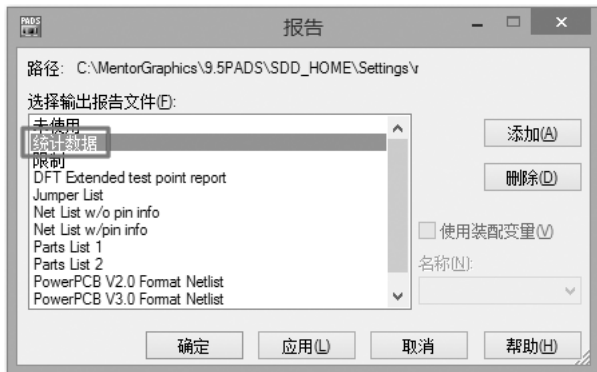 PADS
报告
路径: C:\MentorGraphics\9.5PADS\SDD_HOME\Settings\r
选择输出报告文件(F):
未使用
统计数据
限制
DFT Extended test point report
Jumper List
Net List w/o pin info
Net List w/pin info
Parts List 1
Parts List 2
PowerPCB V2.0 Format Netlist
PowerPCB V3.0 Format Netlist
添加(A)
删除(D)
使用装配变量(V)
名称(N):
确定
应用(L)
取消
帮助(H)